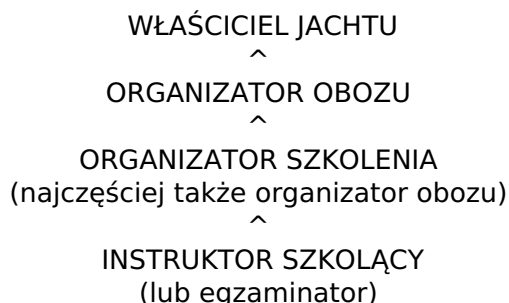 WŁAŚCICIEL JACHTU
^
ORGANIZATOR OBOZU
^
ORGANIZATOR SZKOLENIA
(najczęściej także organizator obozu)
^
INSTRUKTOR SZKOLĄCY
(lub egzaminator)